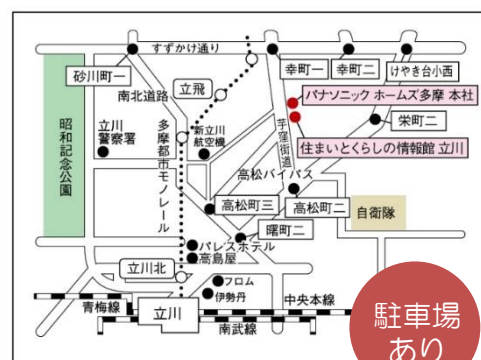 すずかけ通り
砂川町一
幸町一
幸町二
けやき台小西
南北道路
立飛
パナソニック ホームズ多摩 本社
昭和記念公園
立川
警察署
多摩都市モノレール
新立川
航空機
芋窪街道
栄町二
住まいとくらしの情報館 立川
高松バイパス
高松町三
高松町二
自衛隊
曙町二
パレスホテル
高島屋
立川北
フロム
伊勢丹
青梅線
立川
中央本線
南武線
駐車場
あり